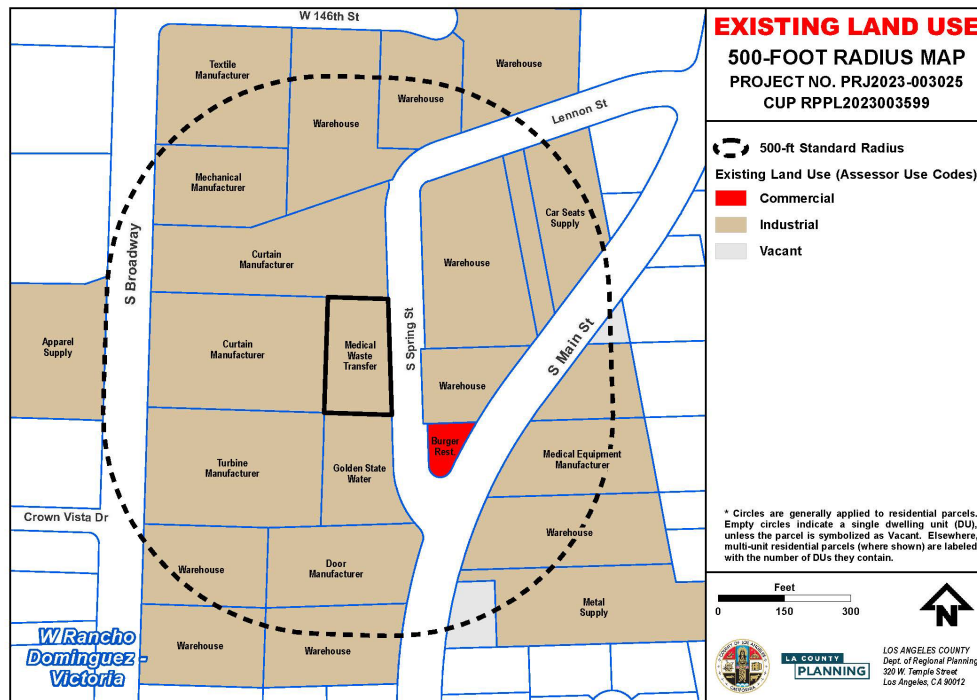 W 146th St
Textile
Manufacturer
Warehouse
Warehouse
Warehouse
Lennon St
Mechanical
Manufacturer
Car Seats
Supply
S Broadway
Curtain
Manufacturer
Warehouse
Apparel
Supply
Curtain
Manufacturer
Medical
Waste
Transfer
S Spring St
S Main St
Warehouse
Burger
Rest.
Turbine
Manufacturer
Golden State
Water
Medical Equipment
Manufacturer
Crown Vista Dr
Warehouse
Warehouse
Door
Manufacturer
Metal
Supply
Warehouse
Warehouse
W Rancho
Dominguez -
Victoria
EXISTING LAND USE
500-FOOT RADIUS MAP
PROJECT NO. PRJ2023-003025
CUP RPPL2023003599
500-ft Standard Radius
Existing Land Use (Assessor Use Codes)
Commercial
Industrial
Vacant
* Circles are generally applied to residential parcels.
Empty circles indicate a single dwelling unit (DU),
unless the parcel is symbolized as Vacant. Elsewhere,
multi-unit residential parcels (where shown) are labeled
with the number of DUs they contain.
Feet
0 150 300
N
LA COUNTY
PLANNING
LOS ANGELES COUNTY
Dept. of Regional Planning
320 W. Temple Street
Los Angeles, CA 90012